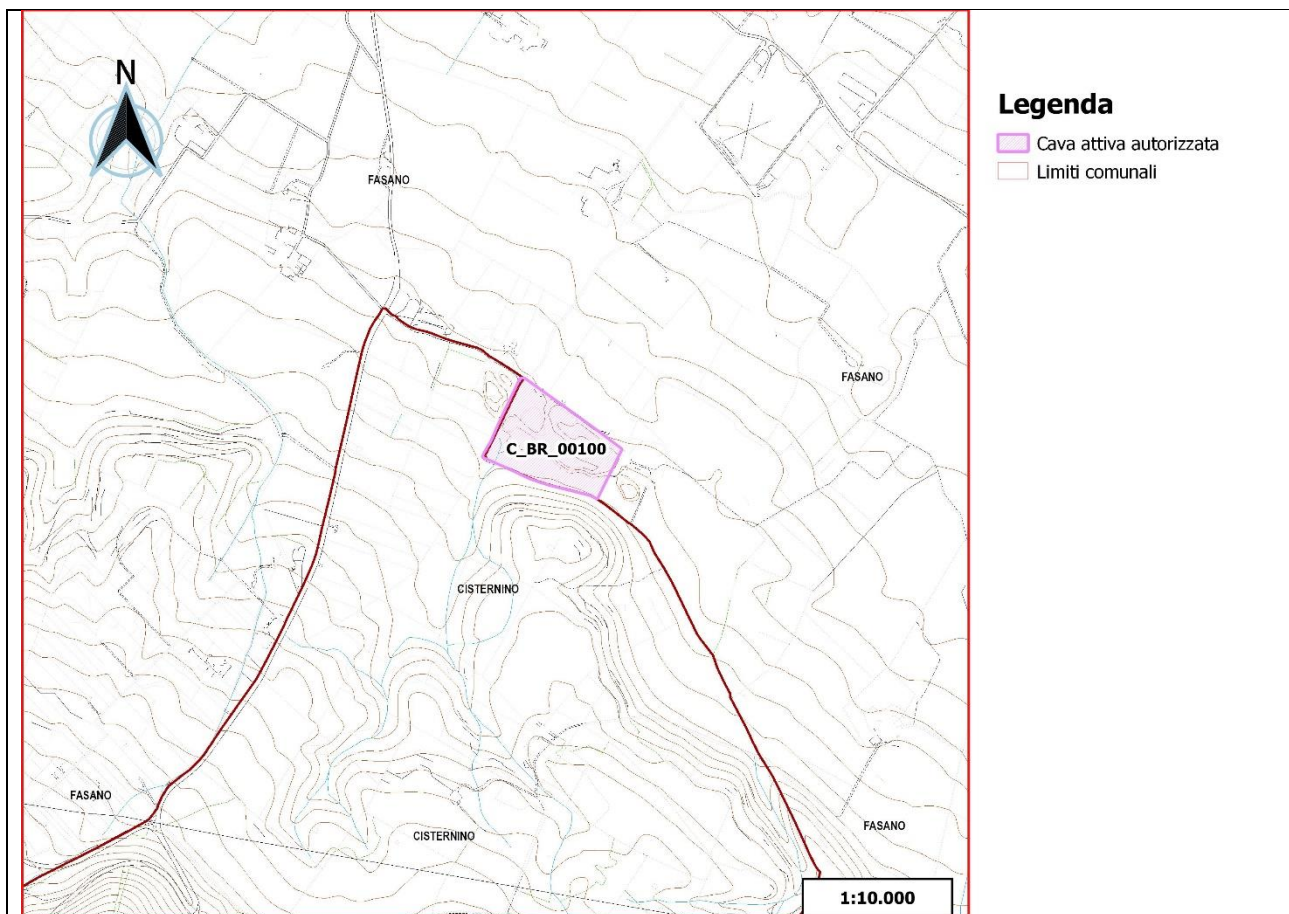 N
Legenda
Cava attiva autorizzata
Limiti comunali
FASANO
FASANO
C_BR_00100
CISTERNINO
FASANO
CISTERNINO
FASANO
1:10.000